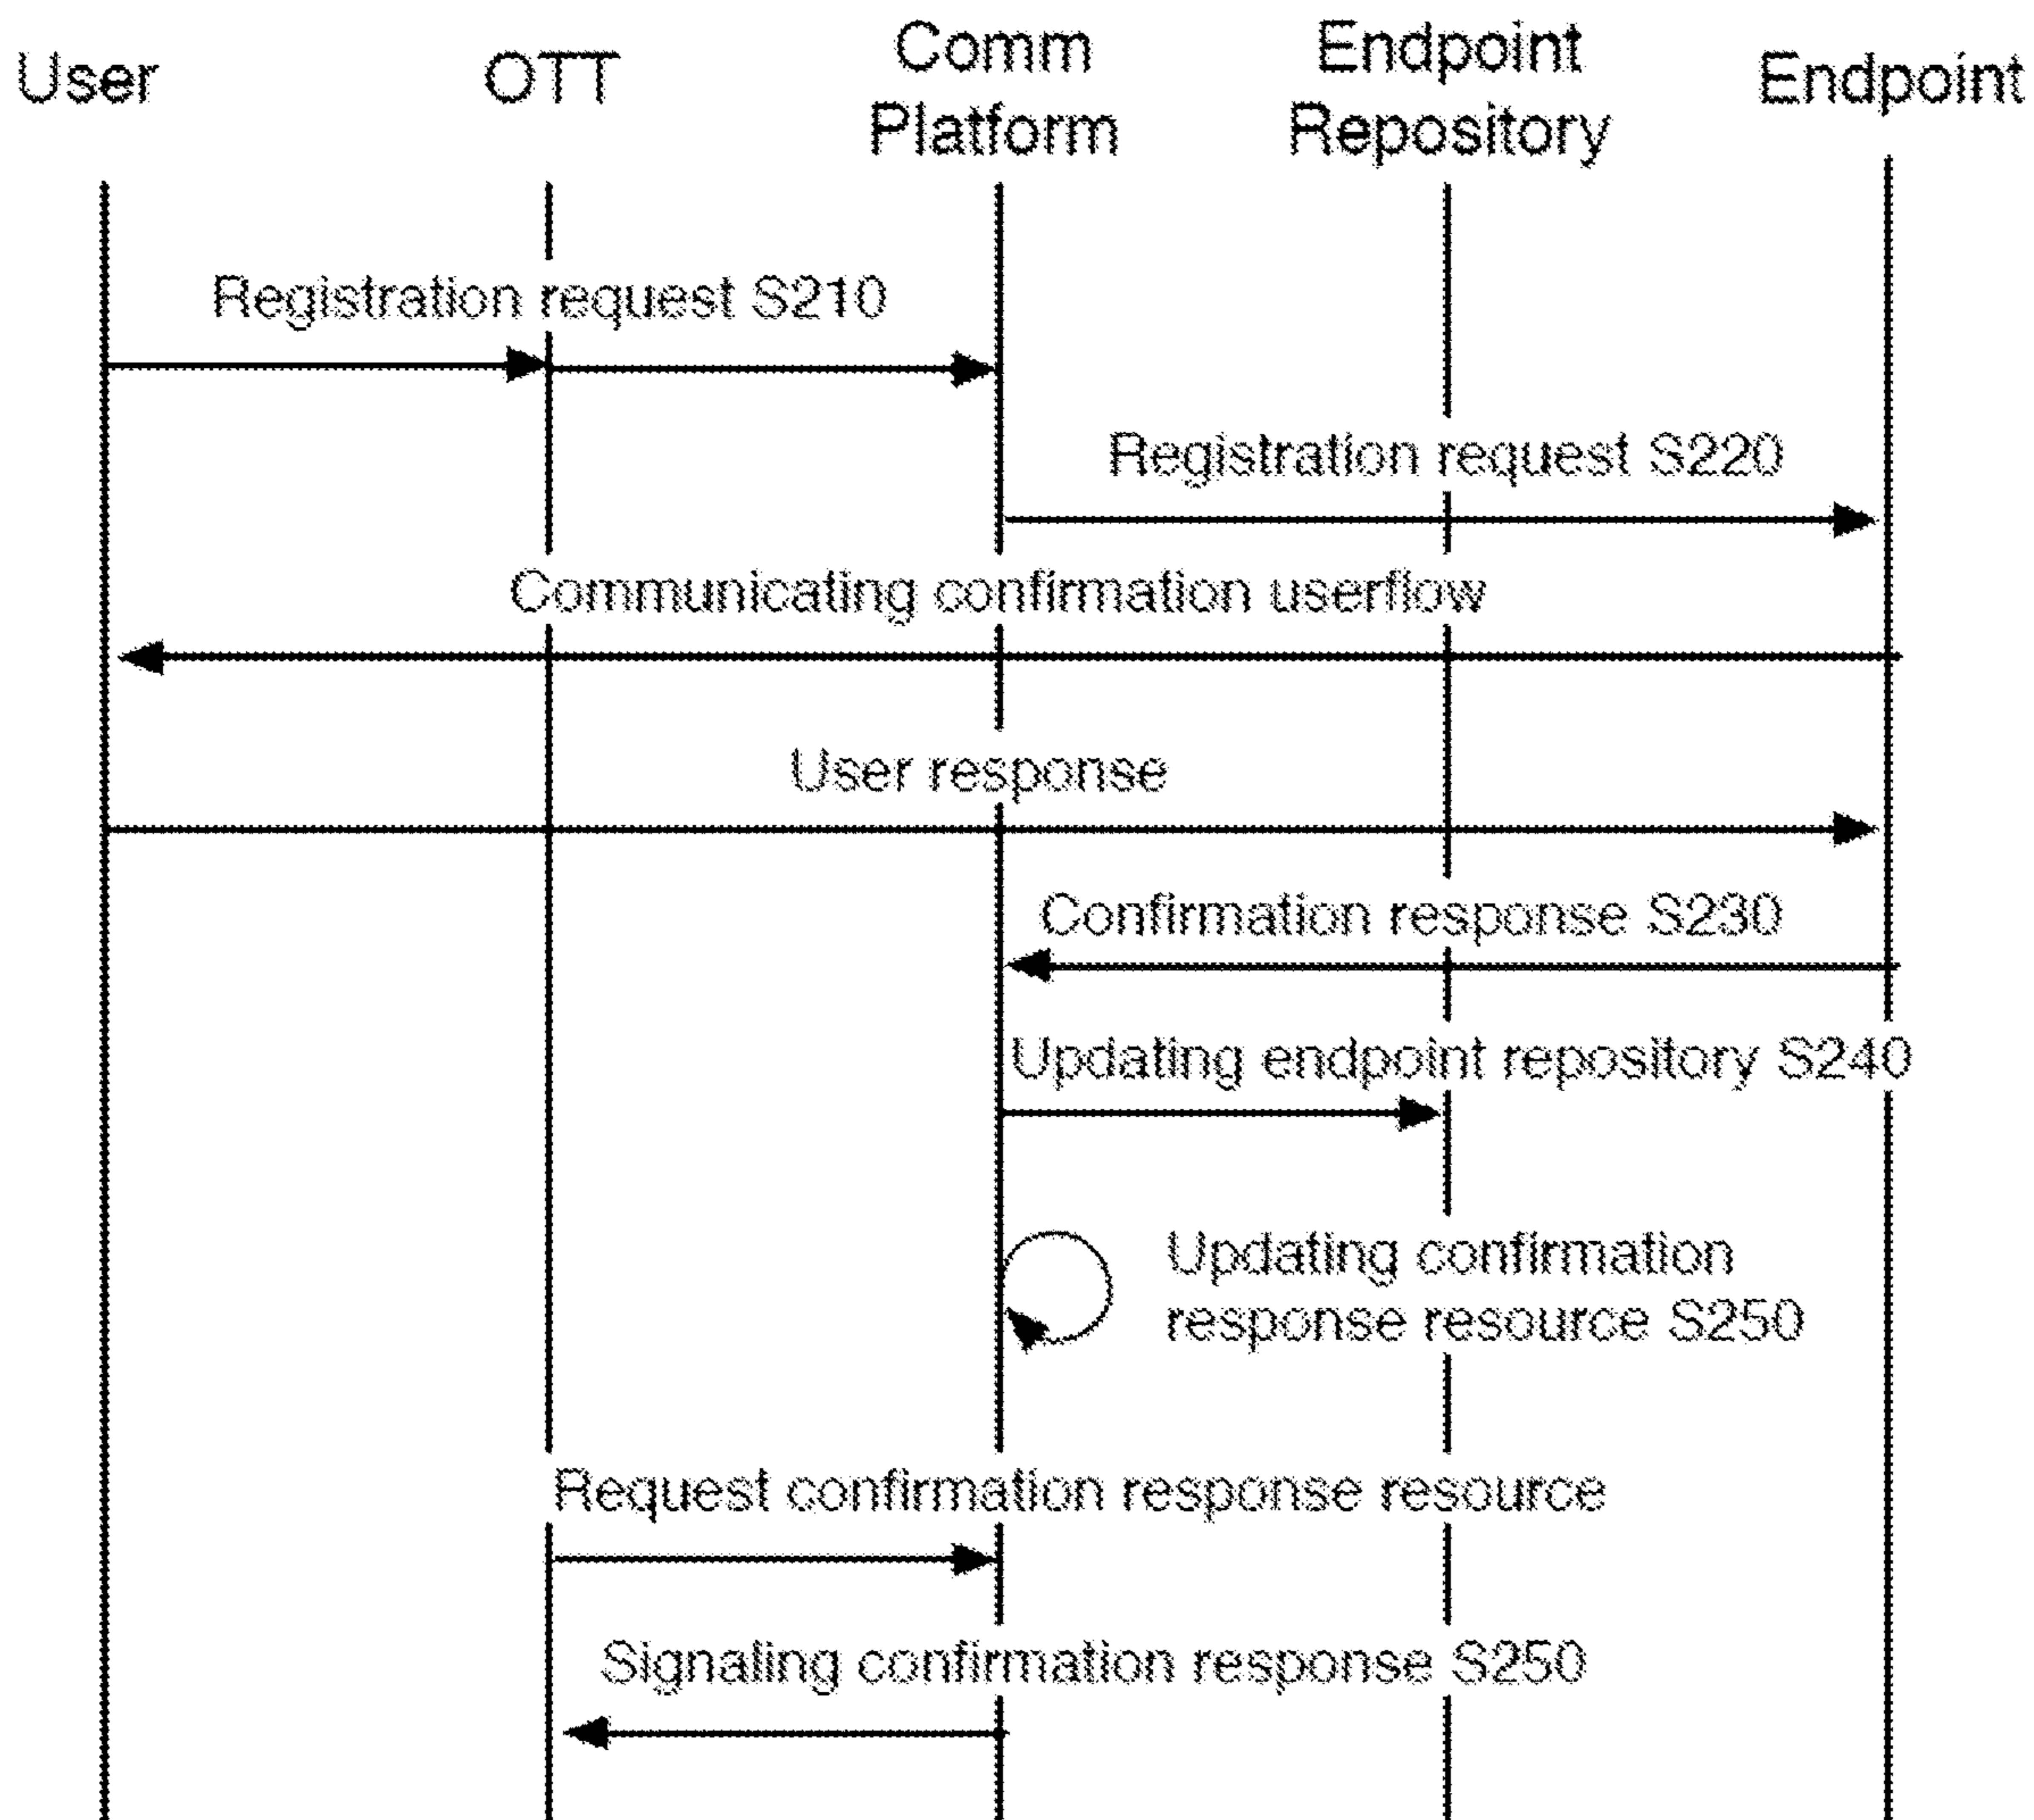 User
OTT
Comm
Platform
Endpoint
Repository
Endpoint
Registration request S210
Registration request S220
Communicating confirmation userflow
User response
Confirmation response S230
Updating endpoint repository S240
Updating confirmation
response resource S250
Request confirmation response resource
Signaling confirmation response S250